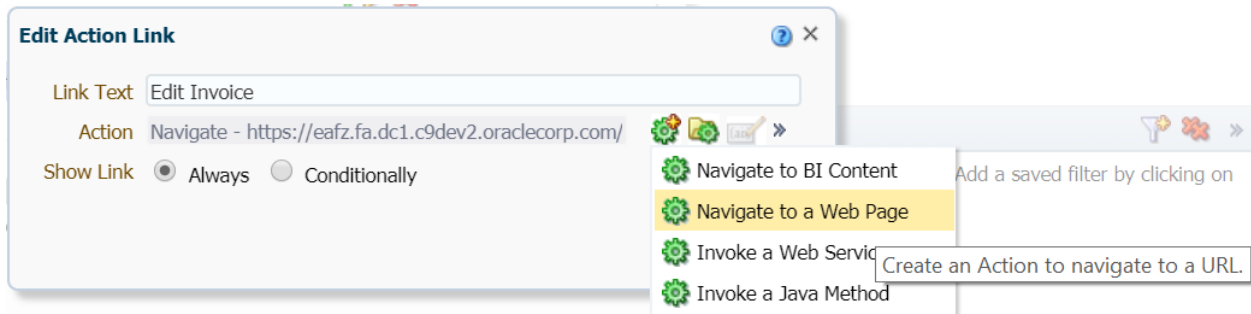 Edit Action Link
Link Text Edit Invoice
Action Navigate - https://eafz.fa.dc1.c9dev2.oraclecorp.com/
Show Link Always Conditionally
Navigate to BI Content
Add a saved filter by clicking on
Navigate to a Web Page
Invoke a Web Servic
Create an Action to navigate to a URL.
Invoke a Java Method